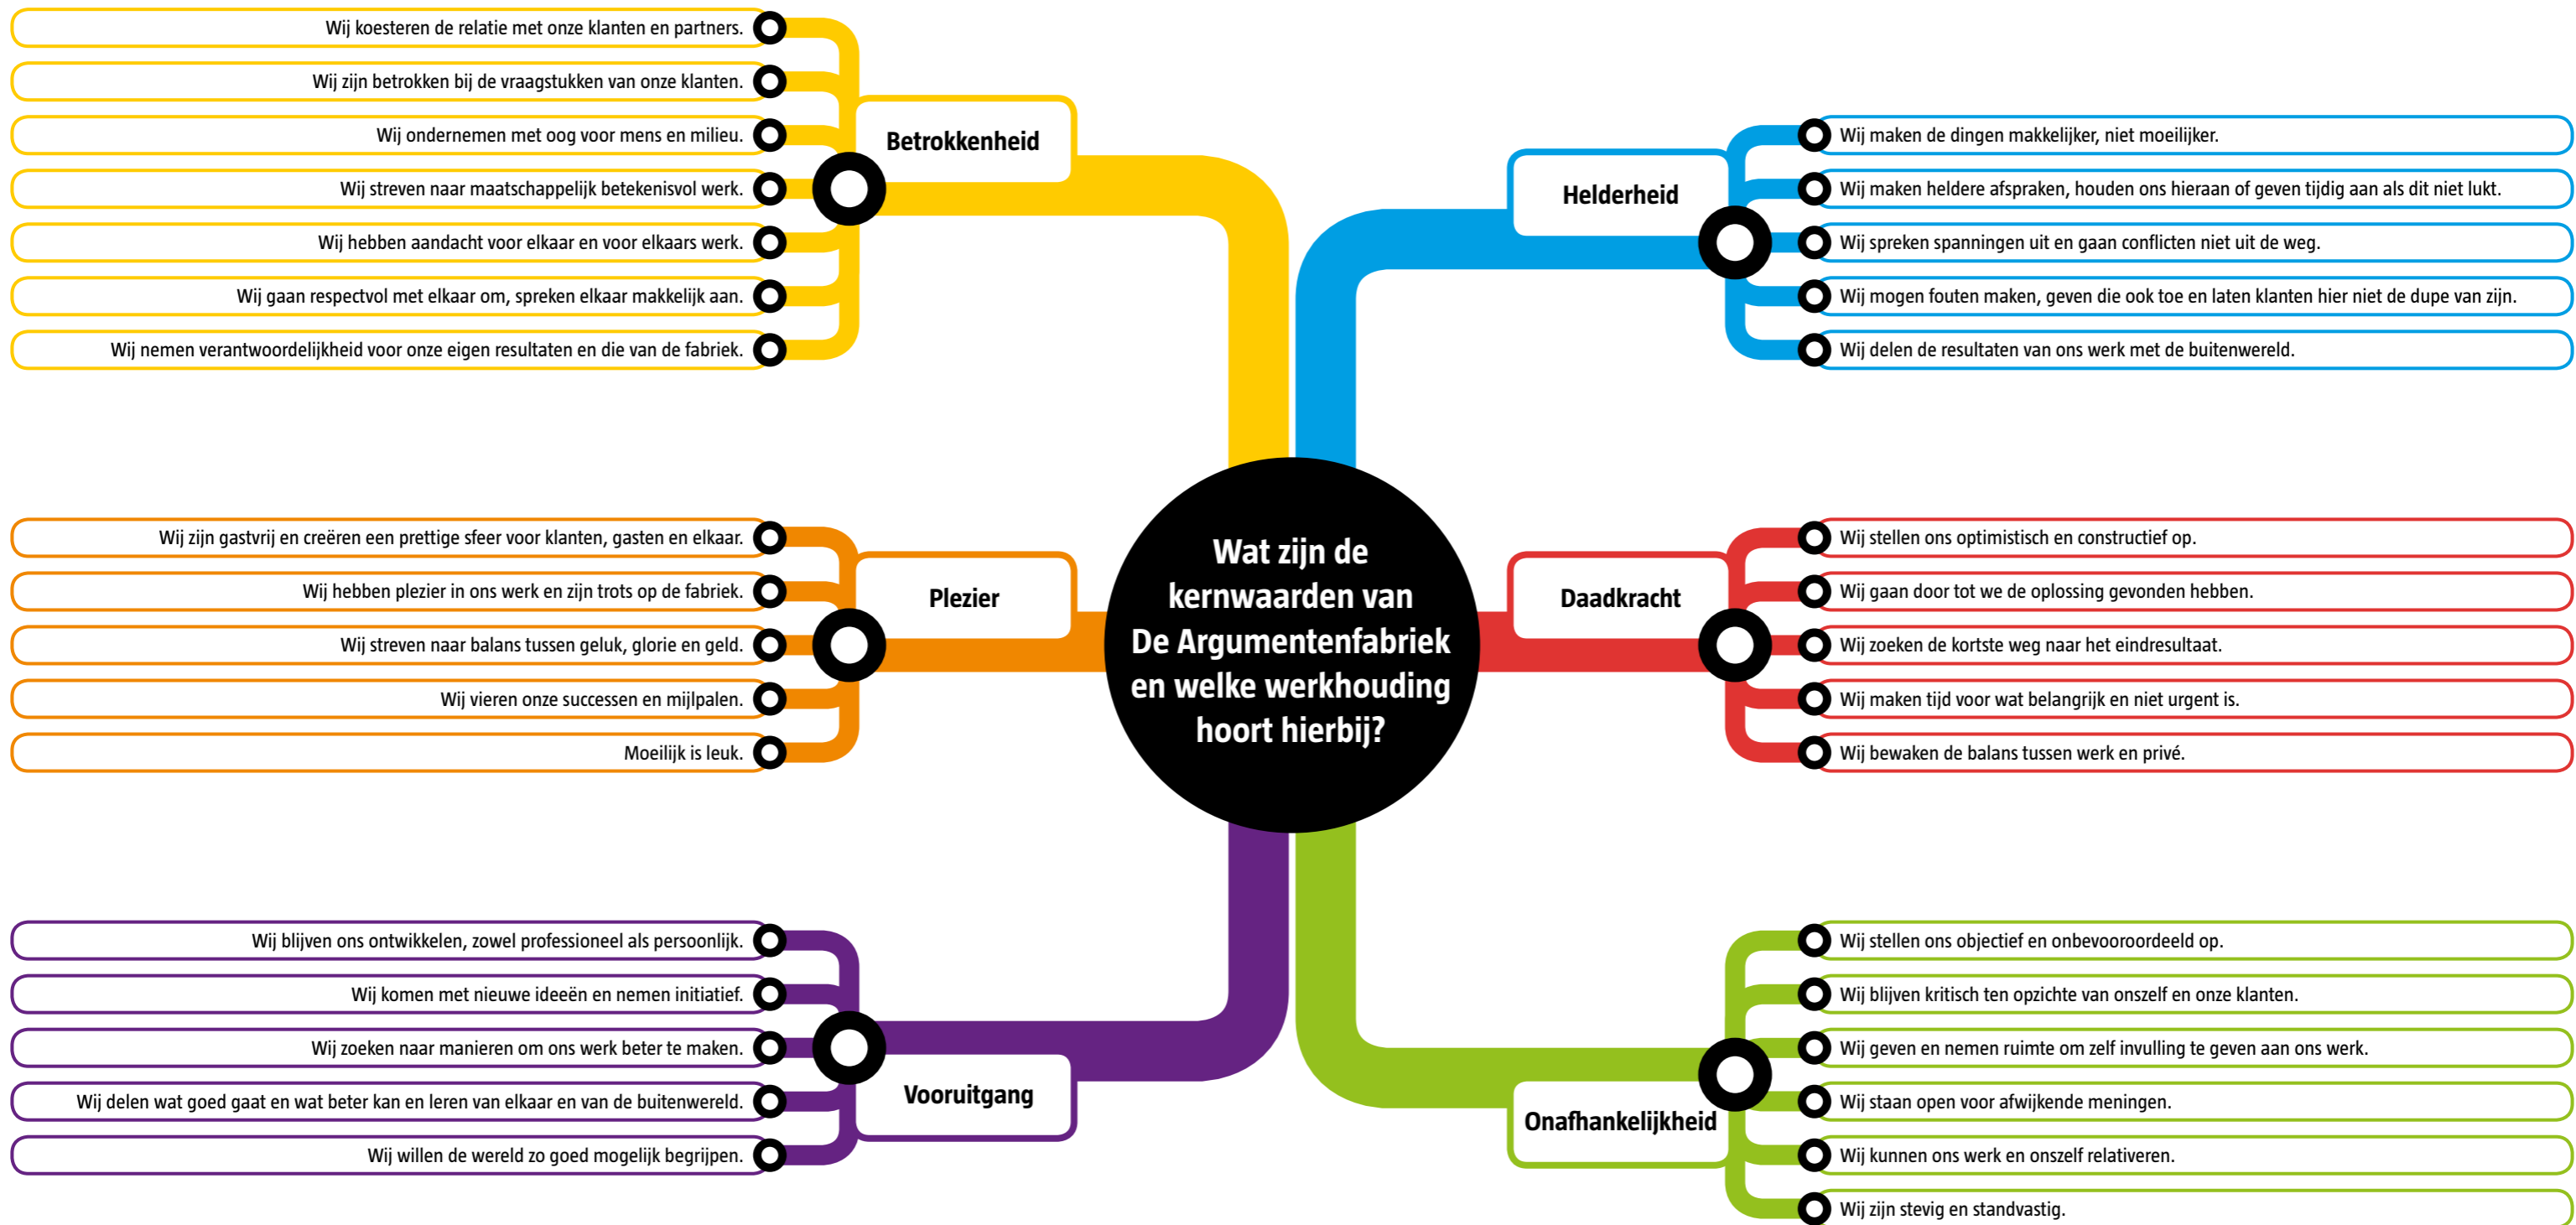 Wij koesteren de relatie met onze klanten en partners.
Wij zijn betrokken bij de vraagstukken van onze klanten.
Wij ondernemen met oog voor mens en milieu.
Wij streven naar maatschappelijk betekenisvol werk.
Wij hebben aandacht voor elkaar en voor elkaars werk.
Wij gaan respectvol met elkaar om, spreken elkaar makkelijk aan.
Wij nemen verantwoordelijkheid voor onze eigen resultaten en die van de fabriek.
Betrokkenheid
Helderheid
Wij maken de dingen makkelijker, niet moeilijker.
Wij maken heldere afspraken, houden ons hieraan of geven tijdig aan als dit niet lukt.
Wij spreken spanningen uit en gaan conflicten niet uit de weg.
Wij mogen fouten maken, geven die ook toe en laten klanten hier niet de dupe van zijn.
Wij delen de resultaten van ons werk met de buitenwereld.
Wij zijn gastvrij en creëren een prettige sfeer voor klanten, gasten en elkaar.
Wij hebben plezier in ons werk en zijn trots op de fabriek.
Wij streven naar balans tussen geluk, glorie en geld.
Wij vieren onze successen en mijlpalen.
Moeilijk is leuk.
Plezier
Wat zijn de
kernwaarden van
De Argumentenfabriek
en welke werkhouding
hoort hierbij?
Daadkracht
Wij stellen ons optimistisch en constructief op.
Wij gaan door tot we de oplossing gevonden hebben.
Wij zoeken de kortste weg naar het eindresultaat.
Wij maken tijd voor wat belangrijk en niet urgent is.
Wij bewaken de balans tussen werk en privé.
Wij blijven ons ontwikkelen, zowel professioneel als persoonlijk.
Wij komen met nieuwe ideeën en nemen initiatief.
Wij zoeken naar manieren om ons werk beter te maken.
Wij delen wat goed gaat en wat beter kan en leren van elkaar en van de buitenwereld.
Wij willen de wereld zo goed mogelijk begrijpen.
Vooruitgang
Onafhankelijkheid
Wij stellen ons objectief en onbevooroordeeld op.
Wij blijven kritisch ten opzichte van onszelf en onze klanten.
Wij geven en nemen ruimte om zelf invulling te geven aan ons werk.
Wij staan open voor afwijkende meningen.
Wij kunnen ons werk en onszelf relativeren.
Wij zijn stevig en standvastig.